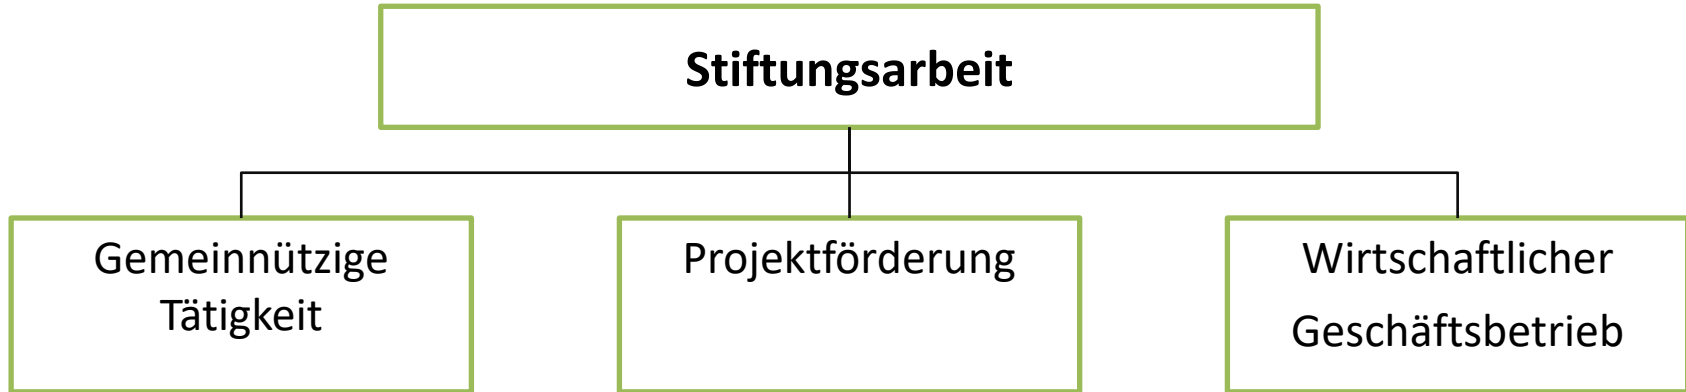 Stiftungsarbeit
Gemeinnützige
Tätigkeit
Projektförderung
Wirtschaftlicher
Geschäftsbetrieb